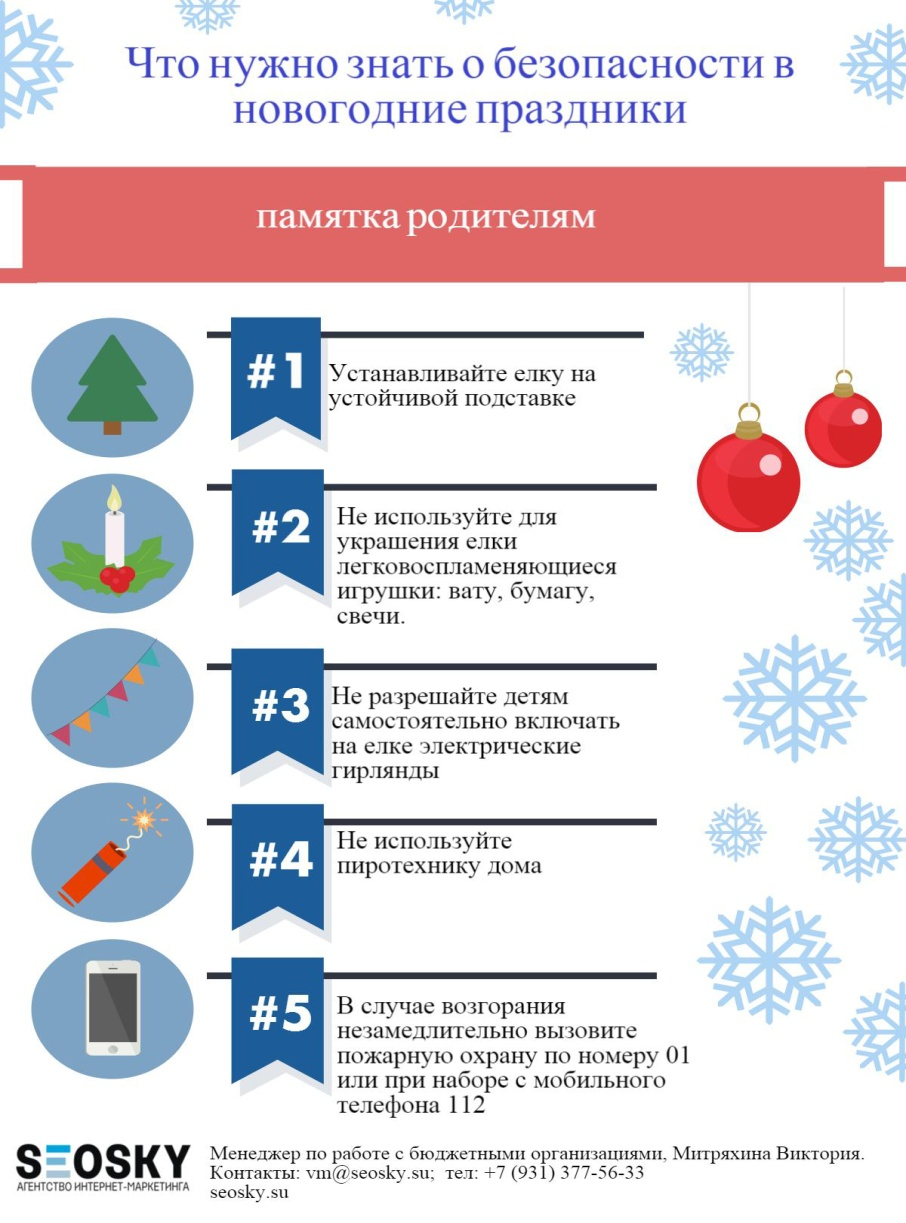 Что нужно знать о безопасности в
новогодние праздники
памятка родителям
#1
Устанавливайте елку на
устойчивой подставке
#2
Не используйте для
украшения елки
легковоспламеняющиеся
игрушки: вату, бумагу,
свечи.
#3
Не разрешайте детям
самостоятельно включать
на елке электрические
гирлянды
#4
Не используйте
пиротехнику дома
#5
В случае возгорания
незамедлительно вызовите
пожарную охрану по номеру 01
или при наборе с мобильного
телефона 112
SEOSKY
АГЕНТСТВО ИНТЕРНЕТ-МАРКЕТИНГА
Менеджер по работе с бюджетными организациями, Митряхина Виктория.
Контакты: vm@seosky.su; тел: +7 (931) 377-56-33
seosky.su